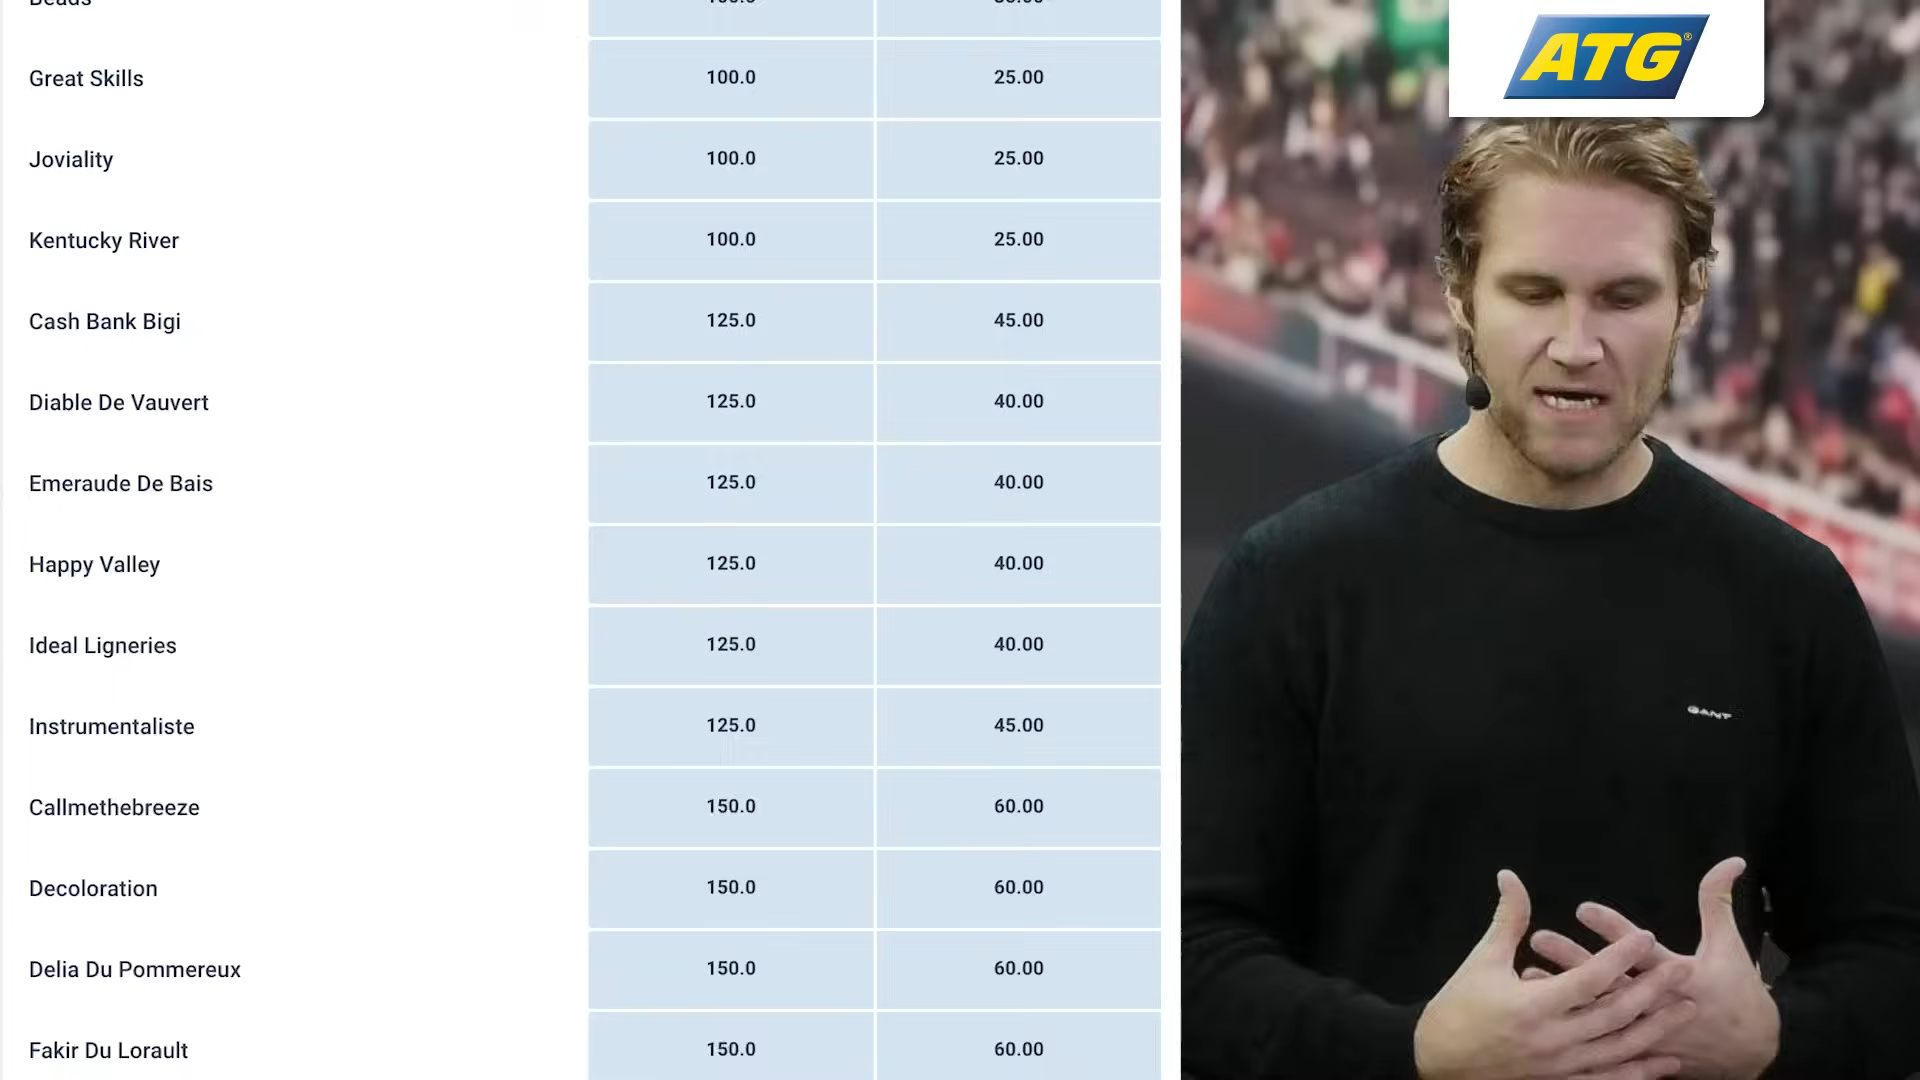 Beads
ATG®
Great Skills 100.0 25.00
Joviality 100.0 25.00
Kentucky River 100.0 25.00
Cash Bank Bigi 125.0 45.00
Diable De Vauvert 125.0 40.00
Emeraude De Bais 125.0 40.00
Happy Valley 125.0 40.00
Ideal Ligneries 125.0 40.00
Instrumentaliste 125.0 45.00
GANT
Callmethebreeze 150.0 60.00
Decoloration 150.0 60.00
Delia Du Pommereux 150.0 60.00
Fakir Du Lorault 150.0 60.00